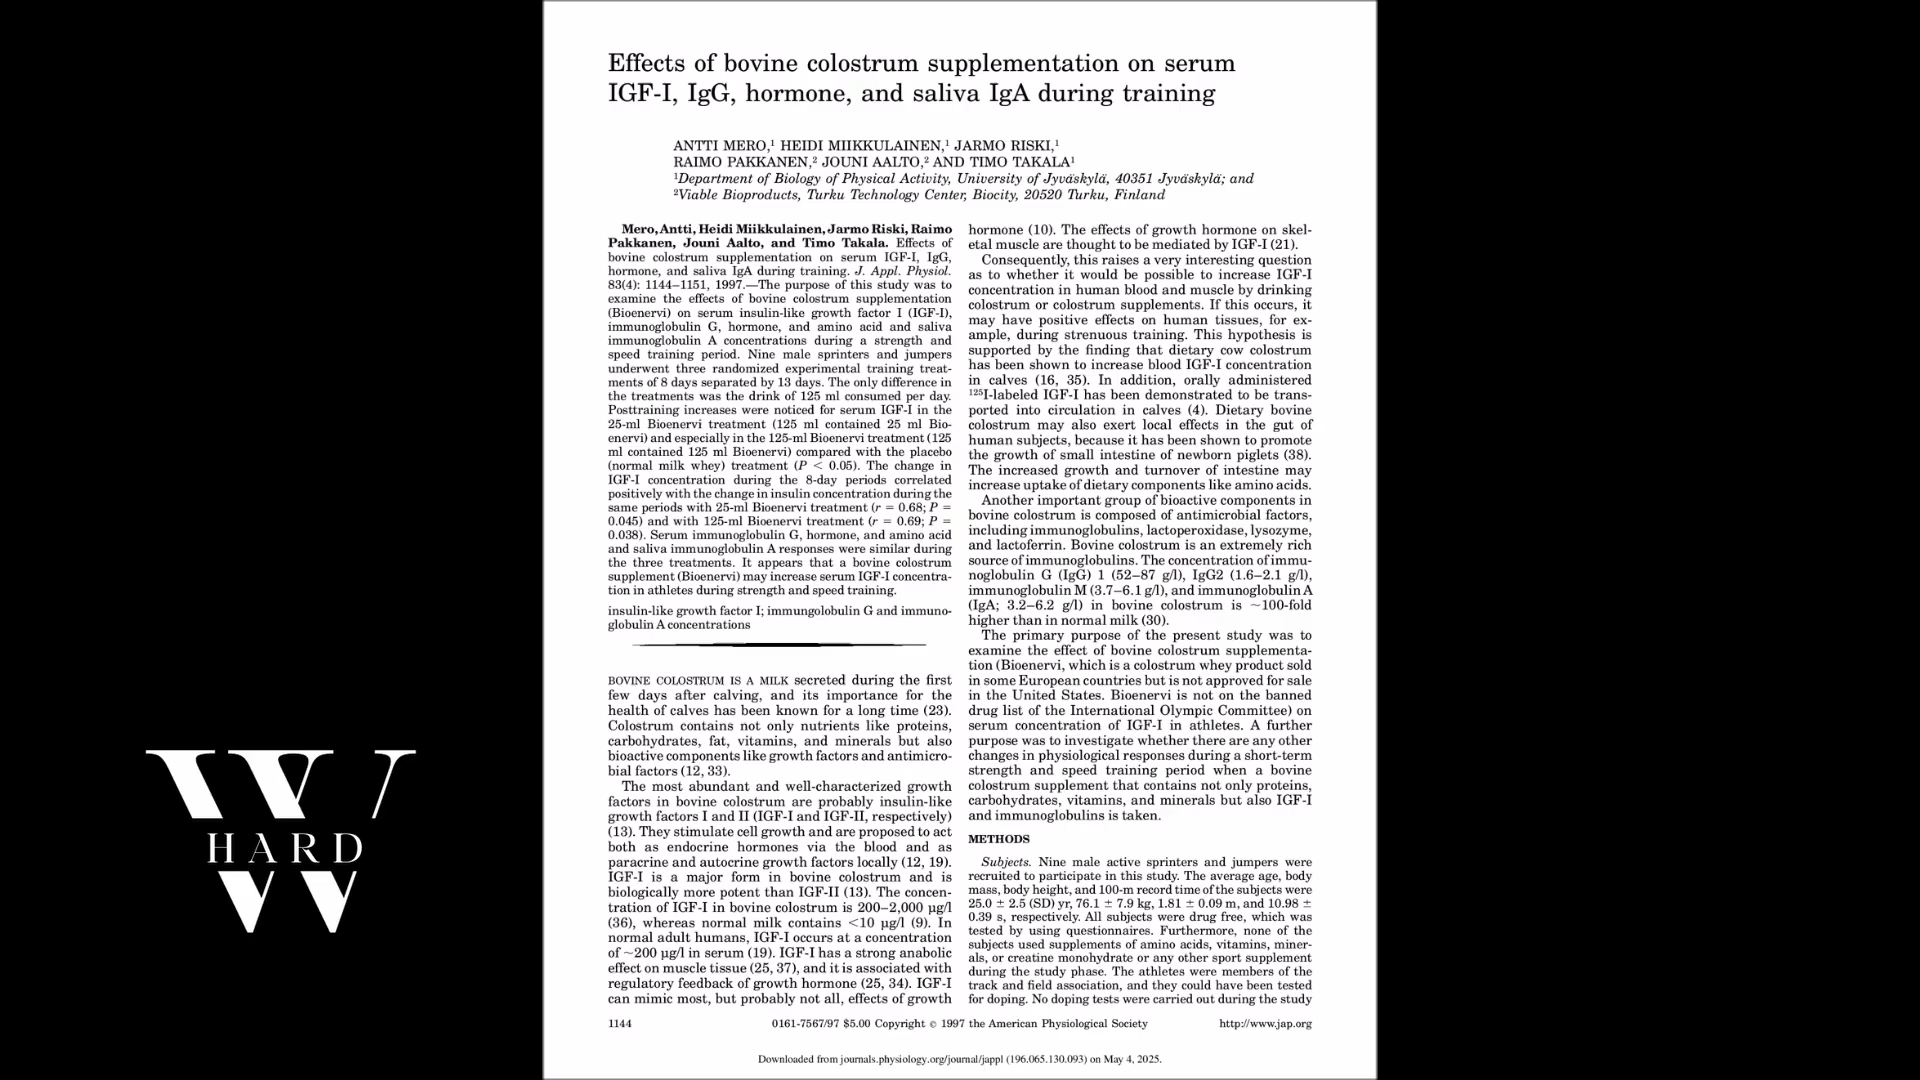 Effects of bovine colostrum supplementation on serum
IGF-I, IgG, hormone, and saliva IgA during training
ANTTI MERO,¹ HEIDI MIIKKULAINEN,¹ JARMO RISKI,¹
RAIMO PAKKANEN,² JOUNI AALTO,² AND TIMO TAKALA¹
¹Department of Biology of Physical Activity, University of Jyväskylä, 40351 Jyväskylä; and
²Viable Bioproducts, Turku Technology Center, Biocity, 20520 Turku, Finland
Mero, Antti, Heidi Miikkulainen, Jarmo Riski, Raimo
Pakkanen, Jouni Aalto, and Timo Takala. Effects of
bovine colostrum supplementation on serum IGF-I, IgG,
hormone, and saliva IgA during training. J. Appl. Physiol.
83(4): 1144–1151, 1997.—The purpose of this study was to
examine the effects of bovine colostrum supplementation
(Bioenervi) on serum insulin-like growth factor I (IGF-I),
immunoglobulin G, hormone, and amino acid and saliva
immunoglobulin A concentrations during a strength and
speed training period. Nine male sprinters and jumpers
underwent three randomized experimental training treat-
ments of 8 days separated by 13 days. The only difference in
the treatments was the drink of 125 ml consumed per day.
Posttraining increases were noticed for serum IGF-I in the
25-ml Bioenervi treatment (125 ml contained 25 ml Bio-
enervi) and especially in the 125-ml Bioenervi treatment (125
ml contained 125 ml Bioenervi) compared with the placebo
(normal milk whey) treatment (P < 0.05). The change in
IGF-I concentration during the 8-day periods correlated
positively with the change in insulin concentration during the
same periods with 25-ml Bioenervi treatment (r = 0.68; P =
0.045) and with 125-ml Bioenervi treatment (r = 0.69; P =
0.038). Serum immunoglobulin G, hormone, and amino acid
and saliva immunoglobulin A responses were similar during
the three treatments. It appears that a bovine colostrum
supplement (Bioenervi) may increase serum IGF-I concentra-
tion in athletes during strength and speed training.
insulin-like growth factor I; immungolobulin G and immuno-
globulin A concentrations
BOVINE COLOSTRUM IS A MILK secreted during the first
few days after calving, and its importance for the
health of calves has been known for a long time (23).
Colostrum contains not only nutrients like proteins,
carbohydrates, fat, vitamins, and minerals but also
bioactive components like growth factors and antimicro-
bial factors (12, 33).
The most abundant and well-characterized growth
factors in bovine colostrum are probably insulin-like
growth factors I and II (IGF-I and IGF-II, respectively)
(13). They stimulate cell growth and are proposed to act
both as endocrine hormones via the blood and as
paracrine and autocrine growth factors locally (12, 19).
IGF-I is a major form in bovine colostrum and is
biologically more potent than IGF-II (13). The concen-
tration of IGF-I in bovine colostrum is 200–2,000 µg/l
(36), whereas normal milk contains <10 µg/l (9). In
normal adult humans, IGF-I occurs at a concentration
of ~200 µg/l in serum (19). IGF-I has a strong anabolic
effect on muscle tissue (25, 37), and it is associated with
regulatory feedback of growth hormone (25, 34). IGF-I
can mimic most, but probably not all, effects of growth
hormone (10). The effects of growth hormone on skel-
etal muscle are thought to be mediated by IGF-I (21).
Consequently, this raises a very interesting question
as to whether it would be possible to increase IGF-I
concentration in human blood and muscle by drinking
colostrum or colostrum supplements. If this occurs, it
may have positive effects on human tissues, for ex-
ample, during strenuous training. This hypothesis is
supported by the finding that dietary cow colostrum
has been shown to increase blood IGF-I concentration
in calves (16, 35). In addition, orally administered
¹²⁵I-labeled IGF-I has been demonstrated to be trans-
ported into circulation in calves (4). Dietary bovine
colostrum may also exert local effects in the gut of
human subjects, because it has been shown to promote
the growth of small intestine of newborn piglets (38).
The increased growth and turnover of intestine may
increase uptake of dietary components like amino acids.
Another important group of bioactive components in
bovine colostrum is composed of antimicrobial factors,
including immunoglobulins, lactoperoxidase, lysozyme,
and lactoferrin. Bovine colostrum is an extremely rich
source of immunoglobulins. The concentration of immu-
noglobulin G (IgG) 1 (52–87 g/l), IgG2 (1.6–2.1 g/l),
immunoglobulin M (3.7–6.1 g/l), and immunoglobulin A
(IgA; 3.2–6.2 g/l) in bovine colostrum is ~100-fold
higher than in normal milk (30).
The primary purpose of the present study was to
examine the effect of bovine colostrum supplementa-
tion (Bioenervi, which is a colostrum whey product sold
in some European countries but is not approved for sale
in the United States. Bioenervi is not on the banned
drug list of the International Olympic Committee) on
serum concentration of IGF-I in athletes. A further
purpose was to investigate whether there are any other
changes in physiological responses during a short-term
strength and speed training period when a bovine
colostrum supplement that contains not only proteins,
carbohydrates, vitamins, and minerals but also IGF-I
and immunoglobulins is taken.
METHODS
Subjects. Nine male active sprinters and jumpers were
recruited to participate in this study. The average age, body
mass, body height, and 100-m record time of the subjects were
25.0 ± 2.5 (SD) yr, 76.1 ± 7.9 kg, 1.81 ± 0.09 m, and 10.98 ±
0.39 s, respectively. All subjects were drug free, which was
tested by using questionnaires. Furthermore, none of the
subjects used supplements of amino acids, vitamins, miner-
als, or creatine monohydrate or any other sport supplement
during the study phase. The athletes were members of the
track and field association, and they could have been tested
for doping. No doping tests were carried out during the study
1144
0161-7567/97 $5.00 Copyright © 1997 the American Physiological Society
http://www.jap.org
Downloaded from journals.physiology.org/journal/jappl (196.065.130.093) on May 4, 2025.
W
HARD
W